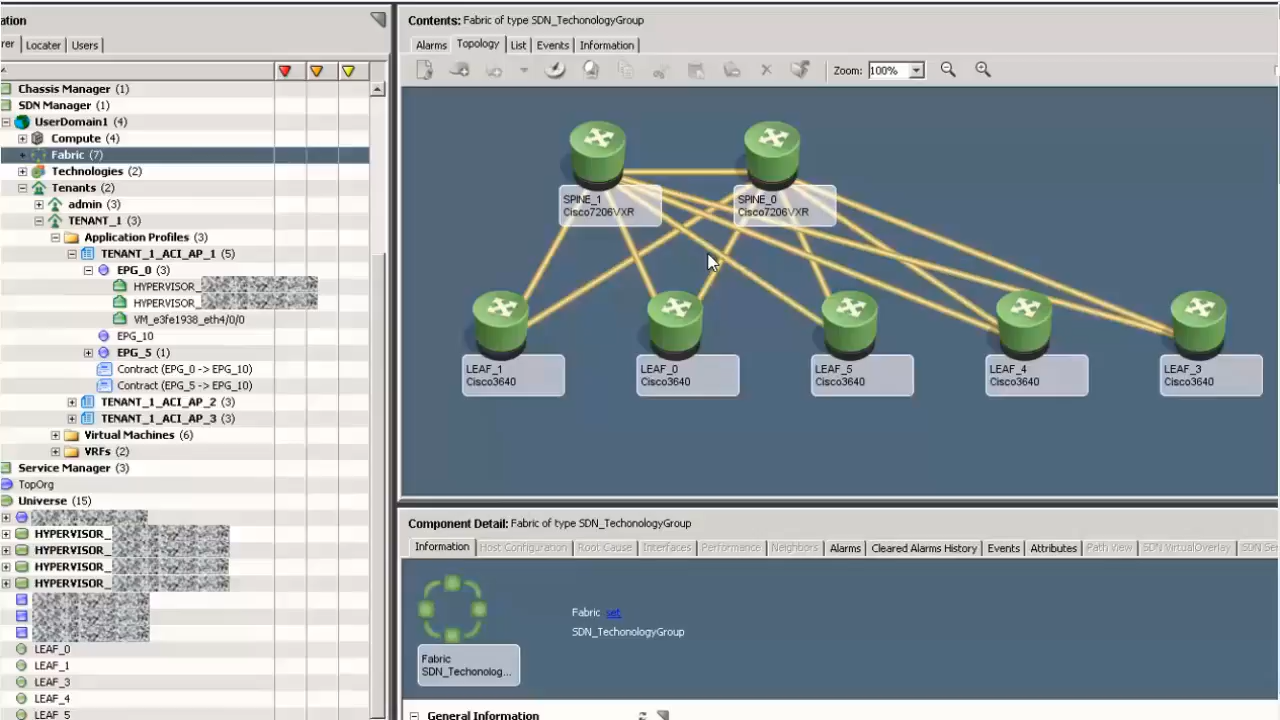 ation
rer Locater Users
Chassis Manager (1)
SDN Manager (1)
UserDomain1 (4)
Compute (4)
Fabric (7)
Technologies (2)
Tenants (2)
admin (3)
TENANT_1 (3)
Application Profiles (3)
TENANT_1_ACI_AP_1 (5)
EPG_0 (3)
HYPERVISOR_
HYPERVISOR_
VM_e3fe1938_eth4/0/0
EPG_10
EPG_5 (1)
Contract (EPG_0 -> EPG_10)
Contract (EPG_5 -> EPG_10)
TENANT_1_ACI_AP_2 (3)
TENANT_1_ACI_AP_3 (3)
Virtual Machines (6)
VRFs (2)
Service Manager (3)
TopOrg
Universe (15)
HYPERVISOR_
HYPERVISOR_
HYPERVISOR_
HYPERVISOR_
LEAF_0
LEAF_1
LEAF_3
LEAF_4
LEAF_5
Contents: Fabric of type SDN_TechonologyGroup
Alarms Topology List Events Information
Zoom: 100%
SPINE_1
Cisco7206VXR
SPINE_0
Cisco7206VXR
LEAF_1
Cisco3640
LEAF_0
Cisco3640
LEAF_5
Cisco3640
LEAF_4
Cisco3640
LEAF_3
Cisco3640
Component Detail: Fabric of type SDN_TechonologyGroup
Information Host Configuration Root Cause Interfaces Performance Neighbors Alarms Cleared Alarms History Events Attributes Path View SDN VirtualOverlay SDN Se
Fabric set
SDN_TechonologyGroup
Fabric
SDN_Techonolog...
General Information